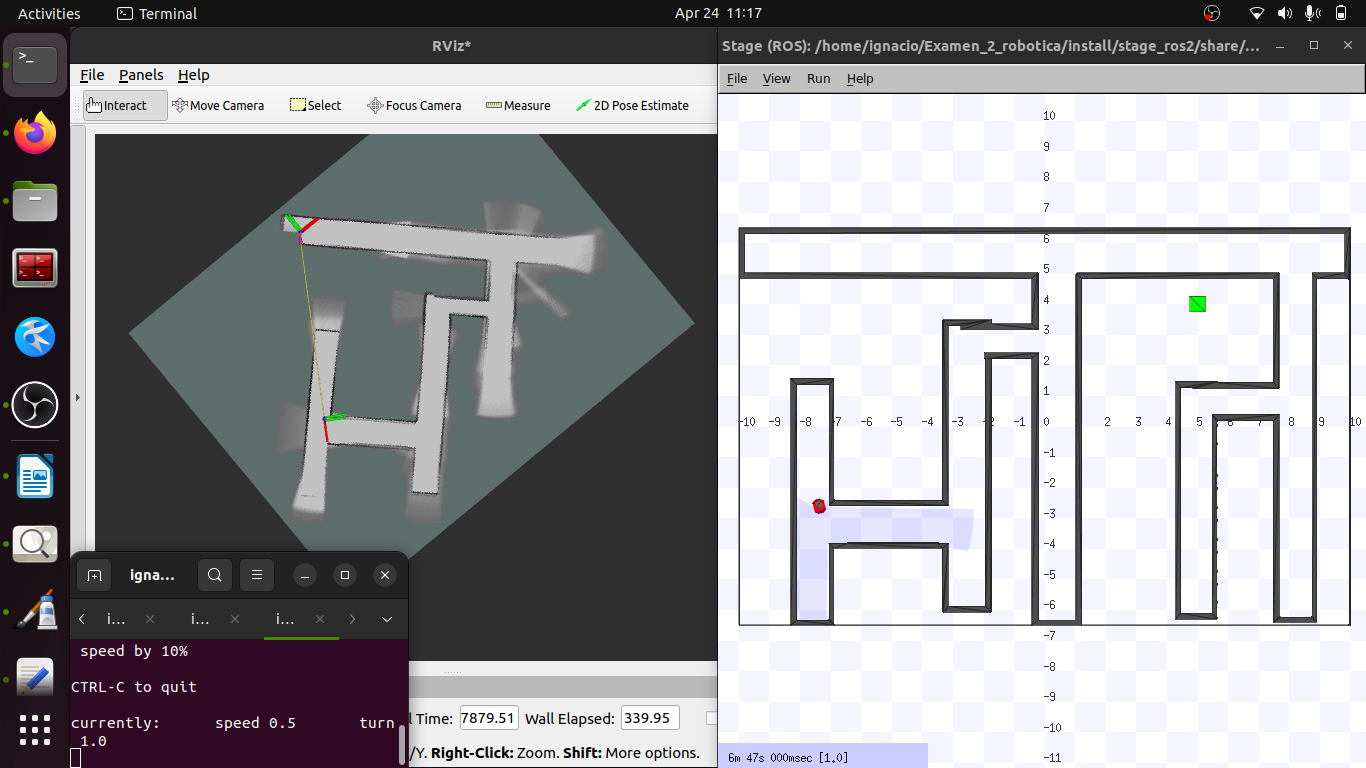 Activities
Terminal
Apr 24 11:17
RViz*
File Panels Help
Interact Move Camera Select Focus Camera Measure 2D Pose Estimate
igna...
i... i... i...
speed by 10%
CTRL-C to quit
currently: speed 0.5 turn
1.0
Time: 7879.51 Wall Elapsed: 339.95
/Y. Right-Click: Zoom. Shift: More options.
Stage (ROS): /home/ignacio/Examen_2_robotica/install/stage_ros2/share/...
File View Run Help
10
9
8
7
6
5
4
3
2
1
-10 -9 -8 -7 -6 -5 -4 -3 -2 -1 0 1 2 3 4 5 6 7 8 9 10
-1
-2
-3
-4
-5
-6
-7
-8
-9
-10
-11
6m 47s 000msec [1.0]